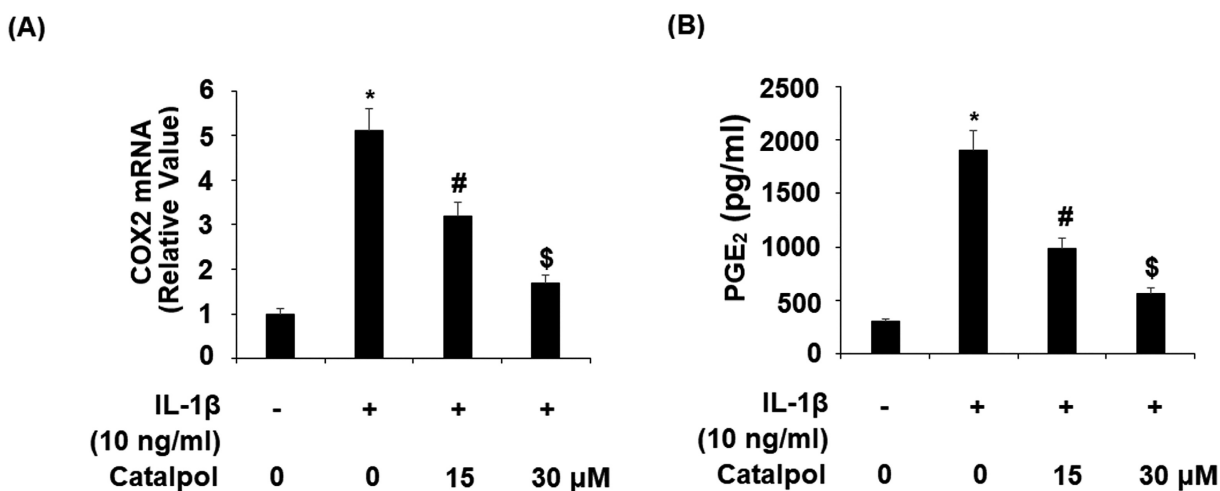 (A)
COX2 mRNA
(Relative Value)
6
5
4
3
2
1
0
*
#
$
IL-1β - + + +
(10 ng/ml)
Catalpol 0 0 15 30 μM
(B)
PGE₂ (pg/ml)
2500
2000
1500
1000
500
0
*
#
$
IL-1β - + + +
(10 ng/ml)
Catalpol 0 0 15 30 μM